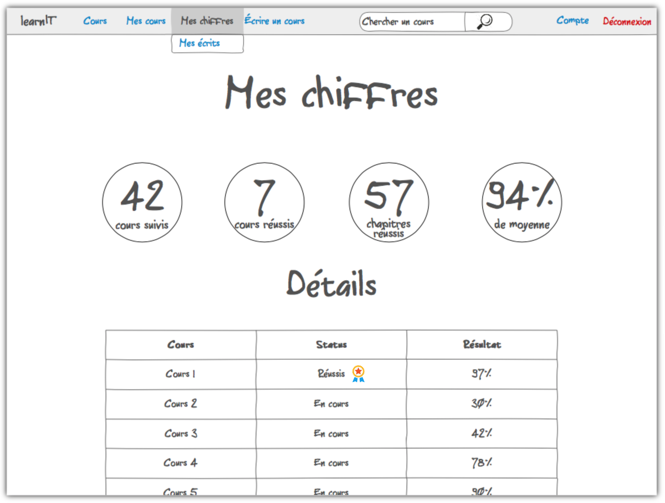 learnIT Cours Mes cours Mes chiffres Écrire un cours Chercher un cours Compte Déconnexion
Mes écrits
Mes chiffres
42 7 57 94%
cours suivis cours réussis chapitres réussis de moyenne
Détails
Cours Status Résultat
Cours 1 Réussis 97%
Cours 2 En cours 30%
Cours 3 En cours 42%
Cours 4 En cours 78%
Cours 5 En cours 90%